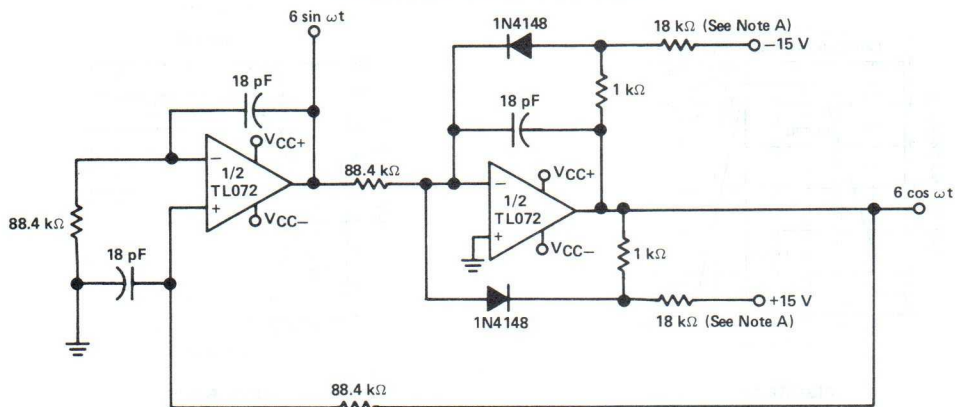 6 sin ωt
1N4148
18 kΩ (See Note A)
−15 V
18 pF
1 kΩ
18 pF
VCC+
1/2
TL072
VCC−
88.4 kΩ
88.4 kΩ
VCC+
1/2
TL072
VCC−
6 cos ωt
18 pF
1 kΩ
+15 V
18 kΩ (See Note A)
1N4148
88.4 kΩ
− +
− +